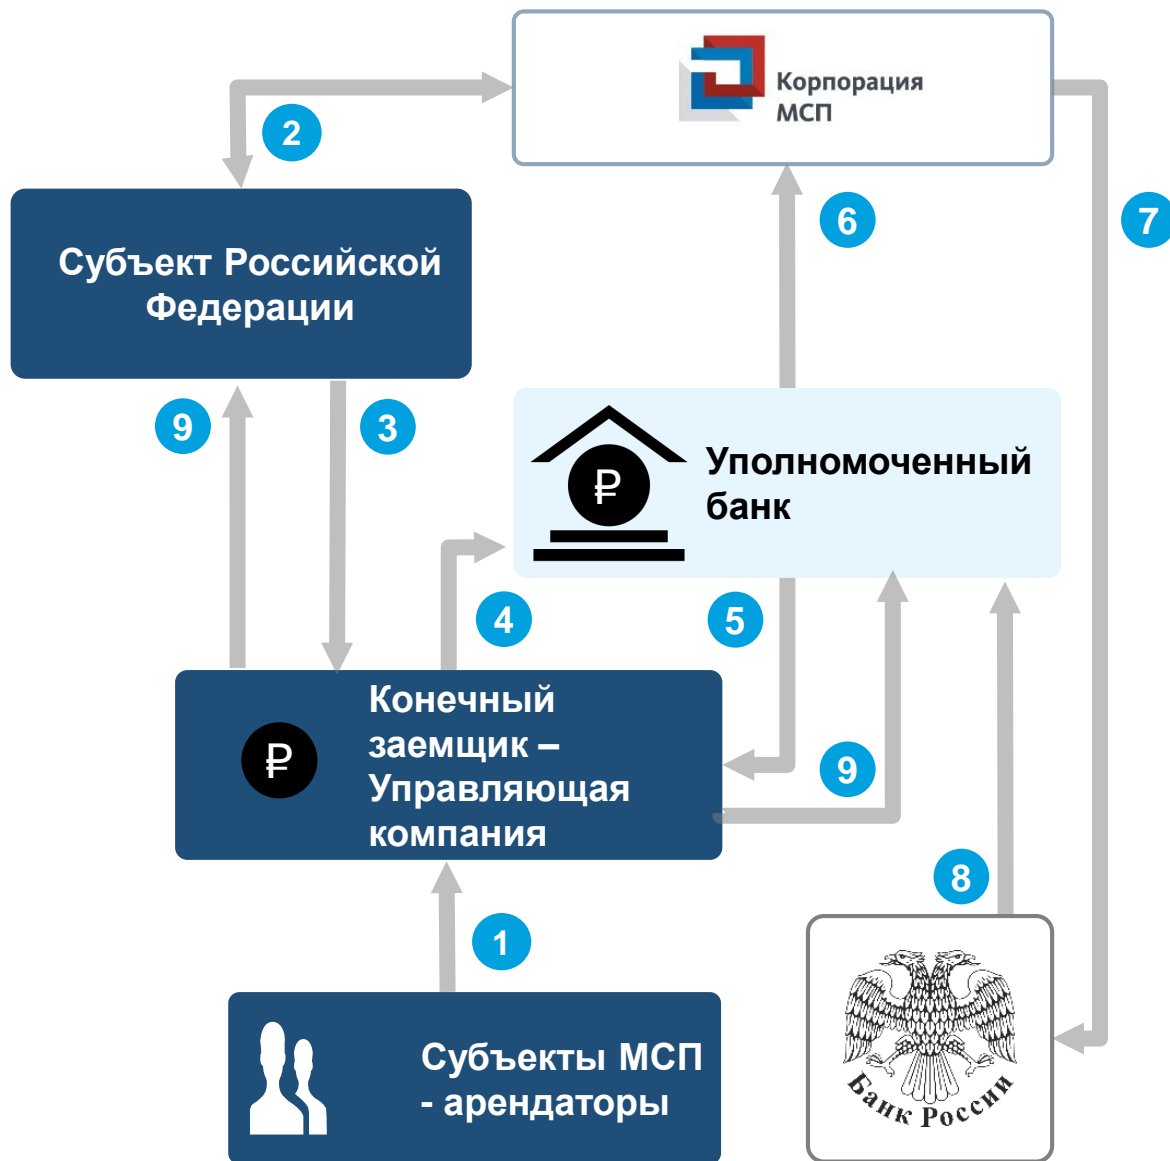 Корпорация
МСП
2
6
7
Субъект Российской
Федерации
9
3
₽
Уполномоченный
банк
4
5
₽
Конечный
заемщик –
Управляющая
компания
9
8
1
Субъекты МСП
- арендаторы
Банк России